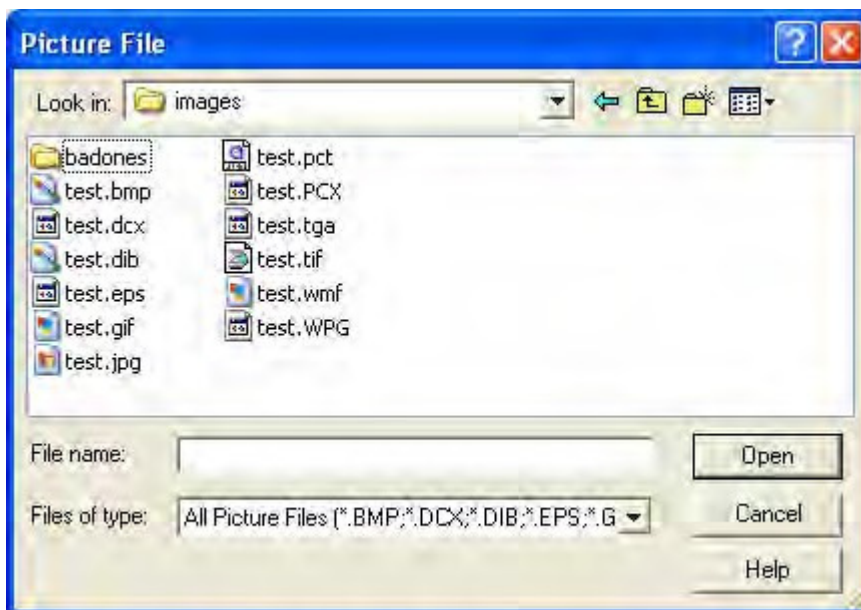 Picture File
Look in: images
badones
test.bmp
test.dcx
test.dib
test.eps
test.gif
test.jpg
test.pct
test.PCX
test.tga
test.tif
test.wmf
test.WPG
File name:
Open
Files of type: All Picture Files (*.BMP;*.DCX;*.DIB;*.EPS;*.G
Cancel
Help